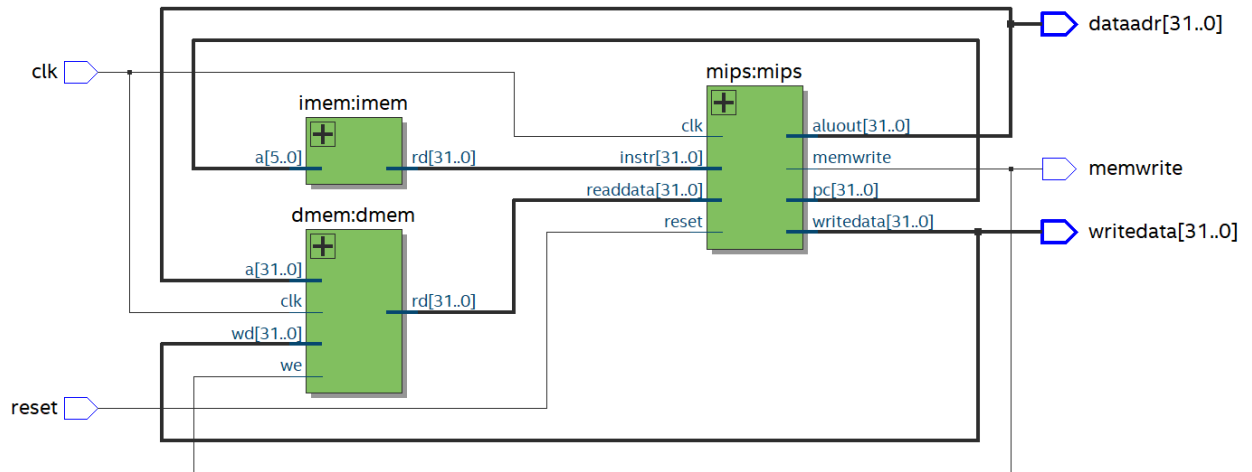 dataadr[31..0]
clk
mips:mips
imem:imem
clk
aluout[31..0]
a[5..0]
rd[31..0]
instr[31..0]
memwrite
memwrite
readdata[31..0]
pc[31..0]
dmem:dmem
reset
writedata[31..0]
writedata[31..0]
a[31..0]
clk
rd[31..0]
wd[31..0]
we
reset